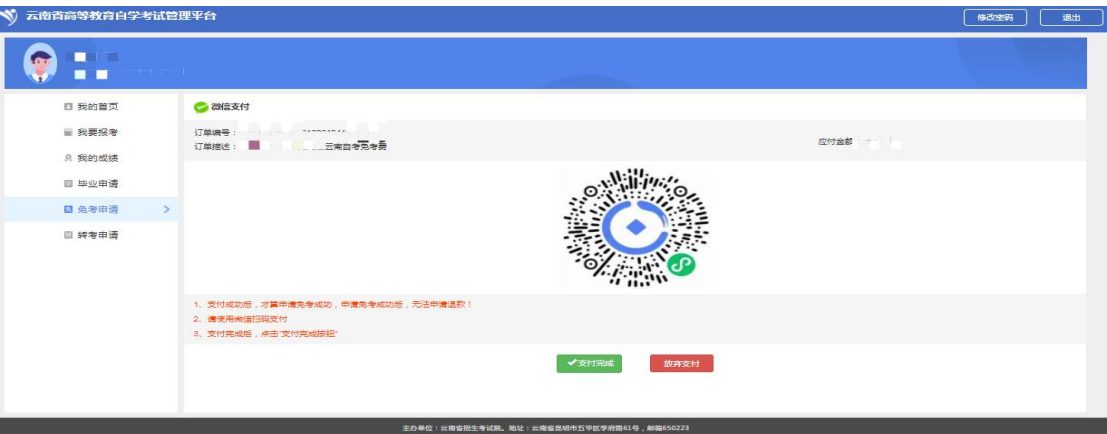 云南省高等教育自学考试管理平台
修改密码
退出
我的首页
我要报考
我的成绩
毕业申请
免考申请
转考申请
微信支付
订单编号：
订单描述： 云南自考免考费
应付金额
1、支付成功后，才算申请免考成功，申请免考成功后，无法申请退款！
2、请使用微信扫码支付
3、支付完成后，点击"支付完成按钮"
支付完成
放弃支付
主办单位：云南省招生考试院。地址：云南省昆明市五华区学府路61号，邮编650223